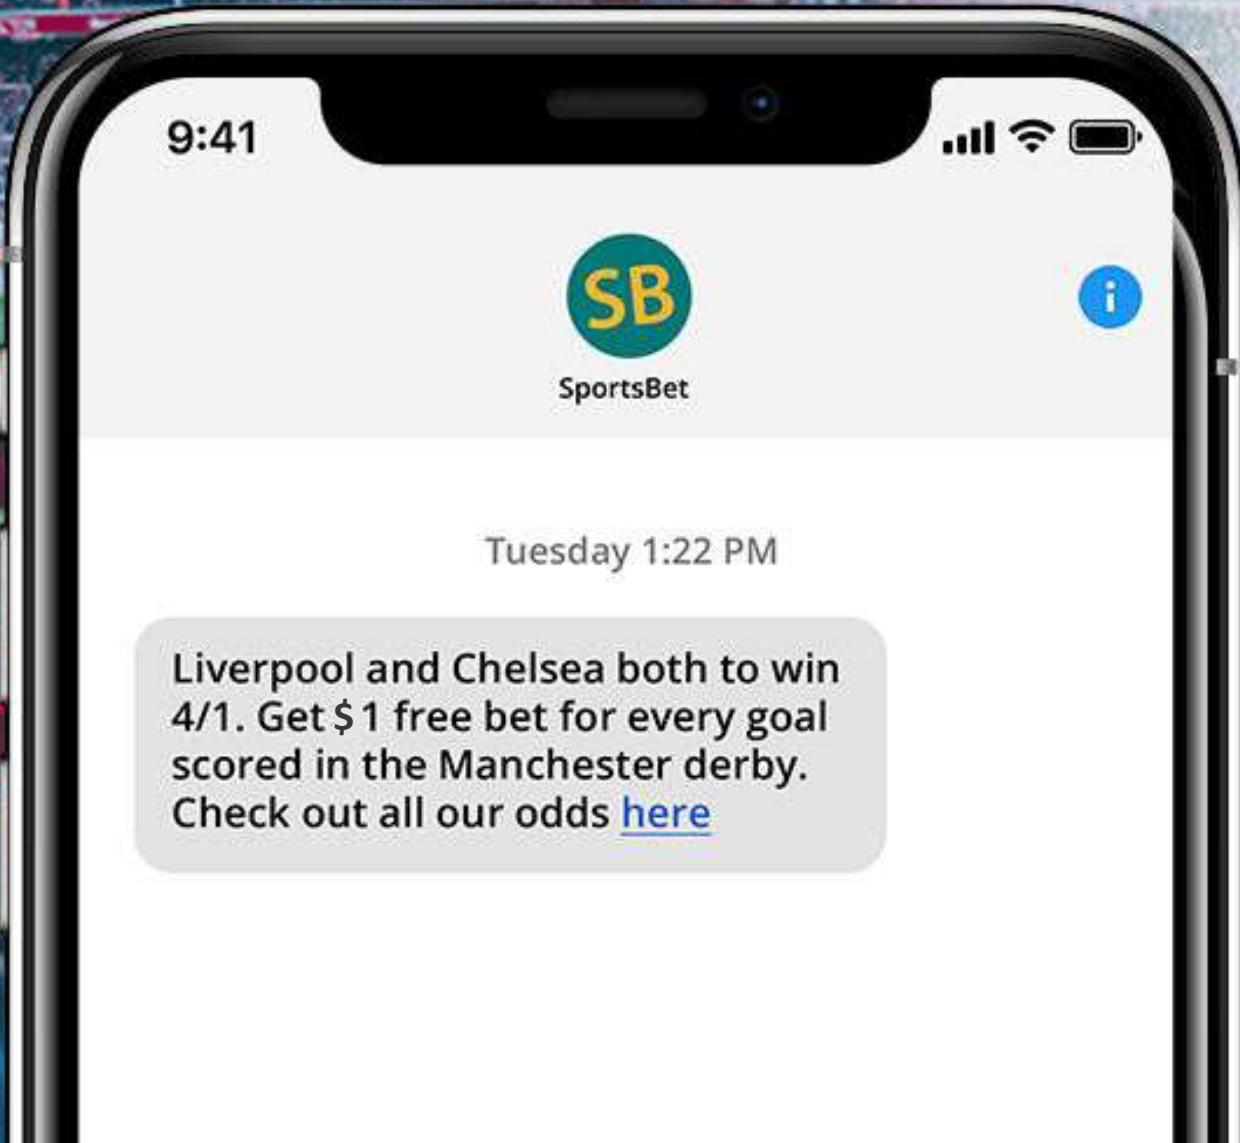 9:41
SB
SportsBet
i
Tuesday 1:22 PM
Liverpool and Chelsea both to win
4/1. Get $1 free bet for every goal
scored in the Manchester derby.
Check out all our odds here